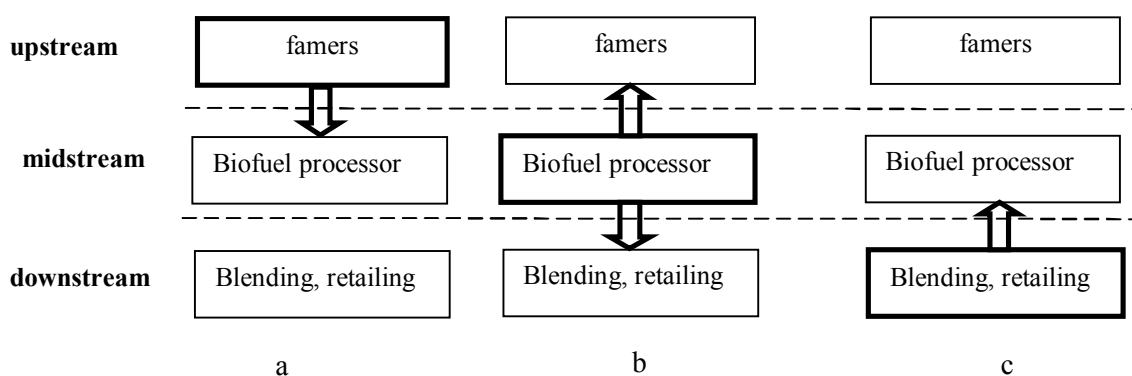 upstream famers famers famers
midstream Biofuel processor Biofuel processor Biofuel processor
downstream Blending, retailing Blending, retailing Blending, retailing
a b c